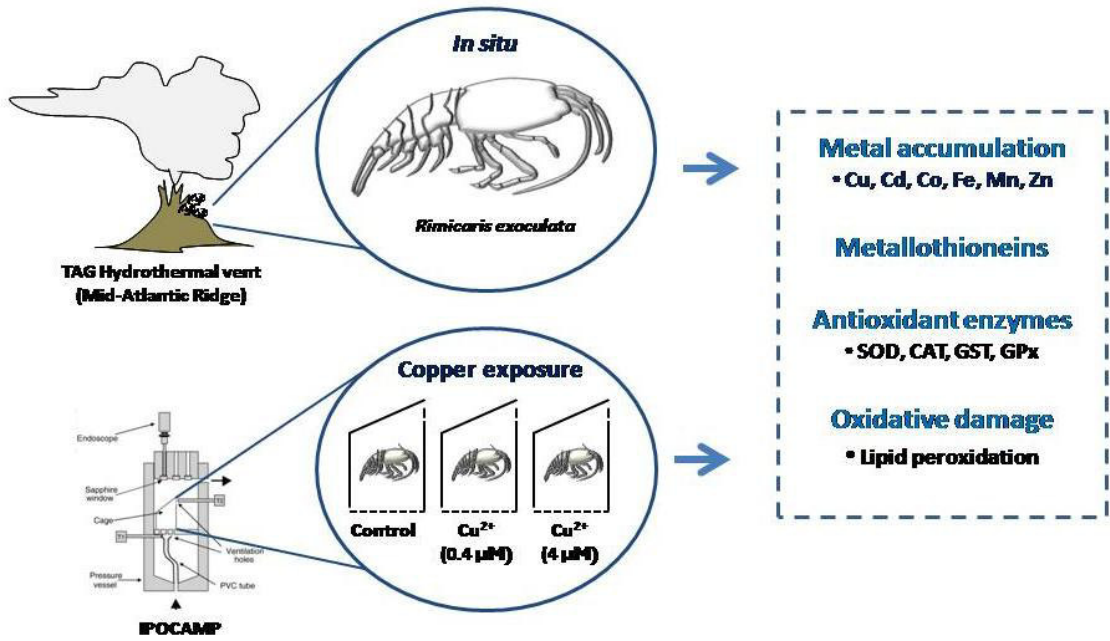 In situ
Rimicaris exoculata
TAG Hydrothermal vent
(Mid-Atlantic Ridge)
Copper exposure
Control
Cu²⁺
(0.4 µM)
Cu²⁺
(4 µM)
Endoscope
Sapphire
window
Cage
Ventilation
holes
Pressure
vessel
PVC tube
IPOCAMP
Metal accumulation
• Cu, Cd, Co, Fe, Mn, Zn
Metallothioneins
Antioxidant enzymes
• SOD, CAT, GST, GPx
Oxidative damage
• Lipid peroxidation